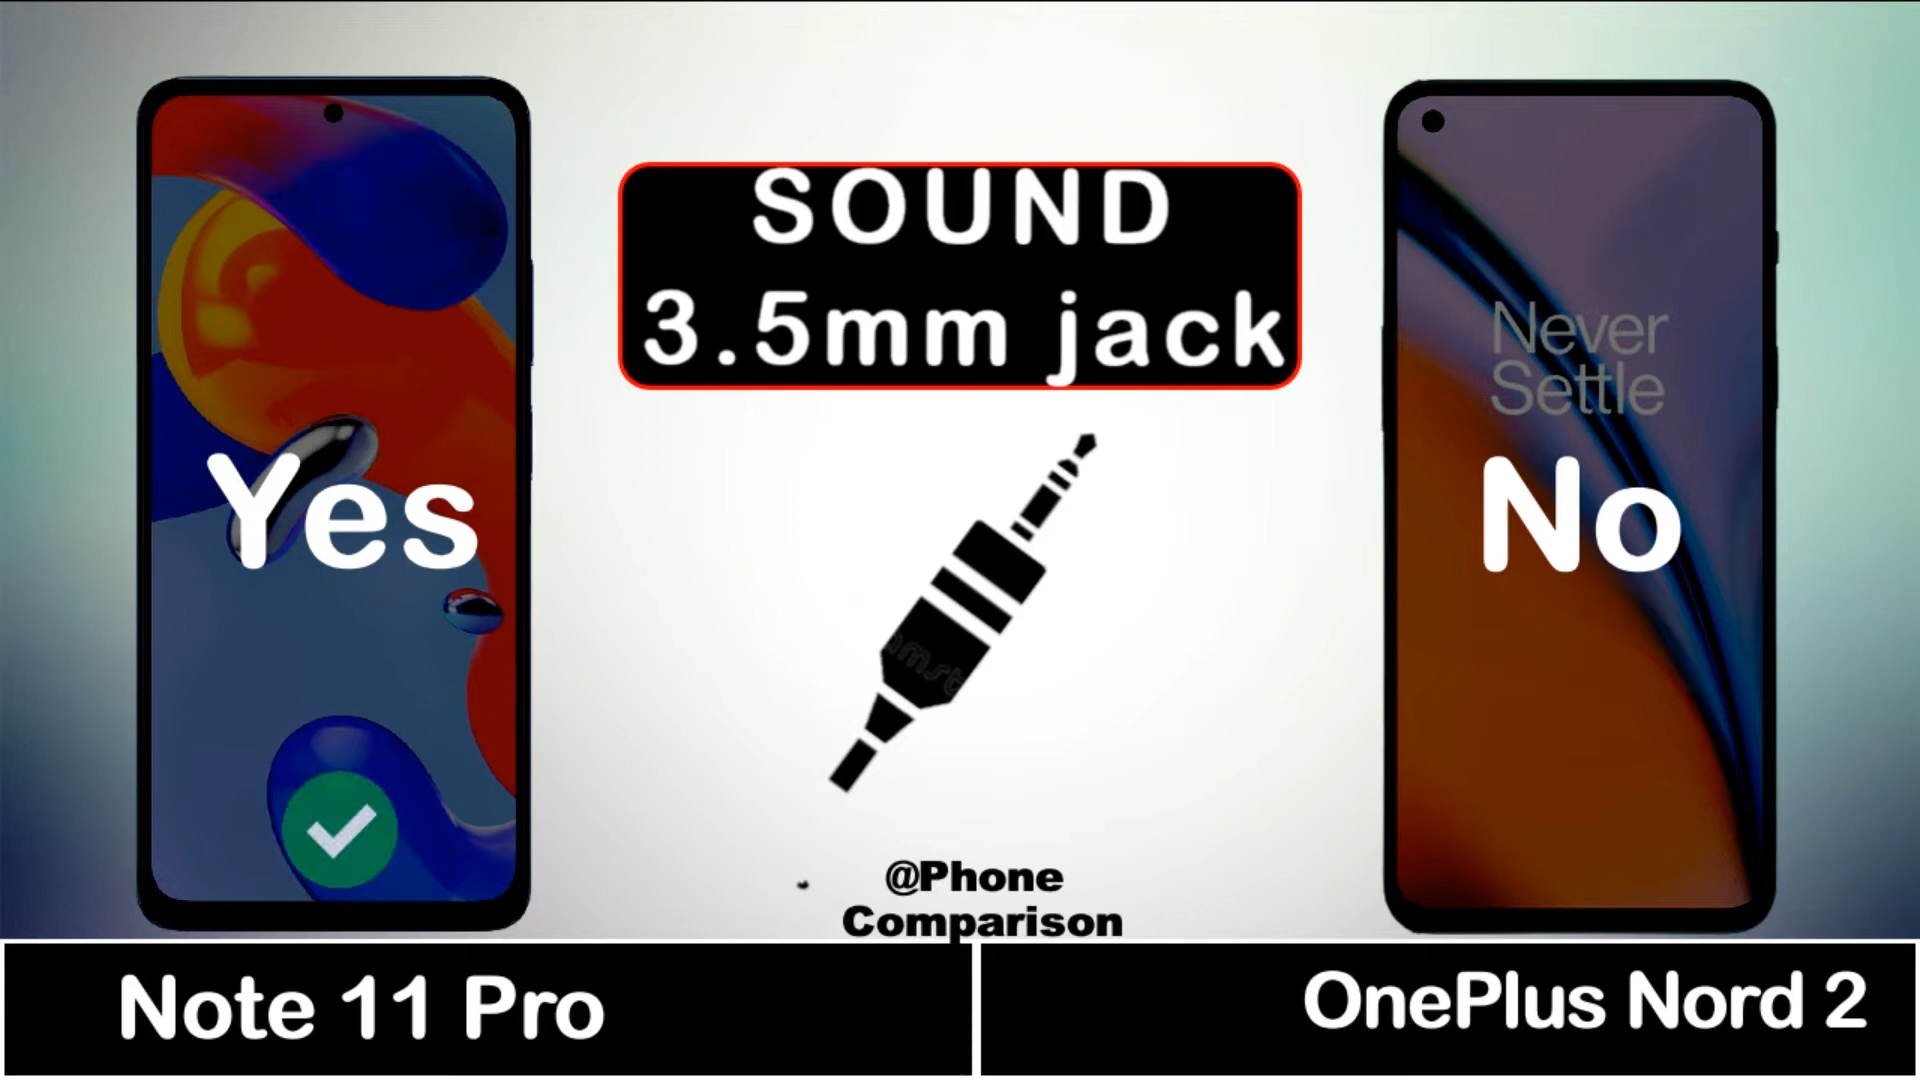 SOUND
3.5mm jack
Never
Settle
Yes
No
@Phone
Comparison
Note 11 Pro
OnePlus Nord 2